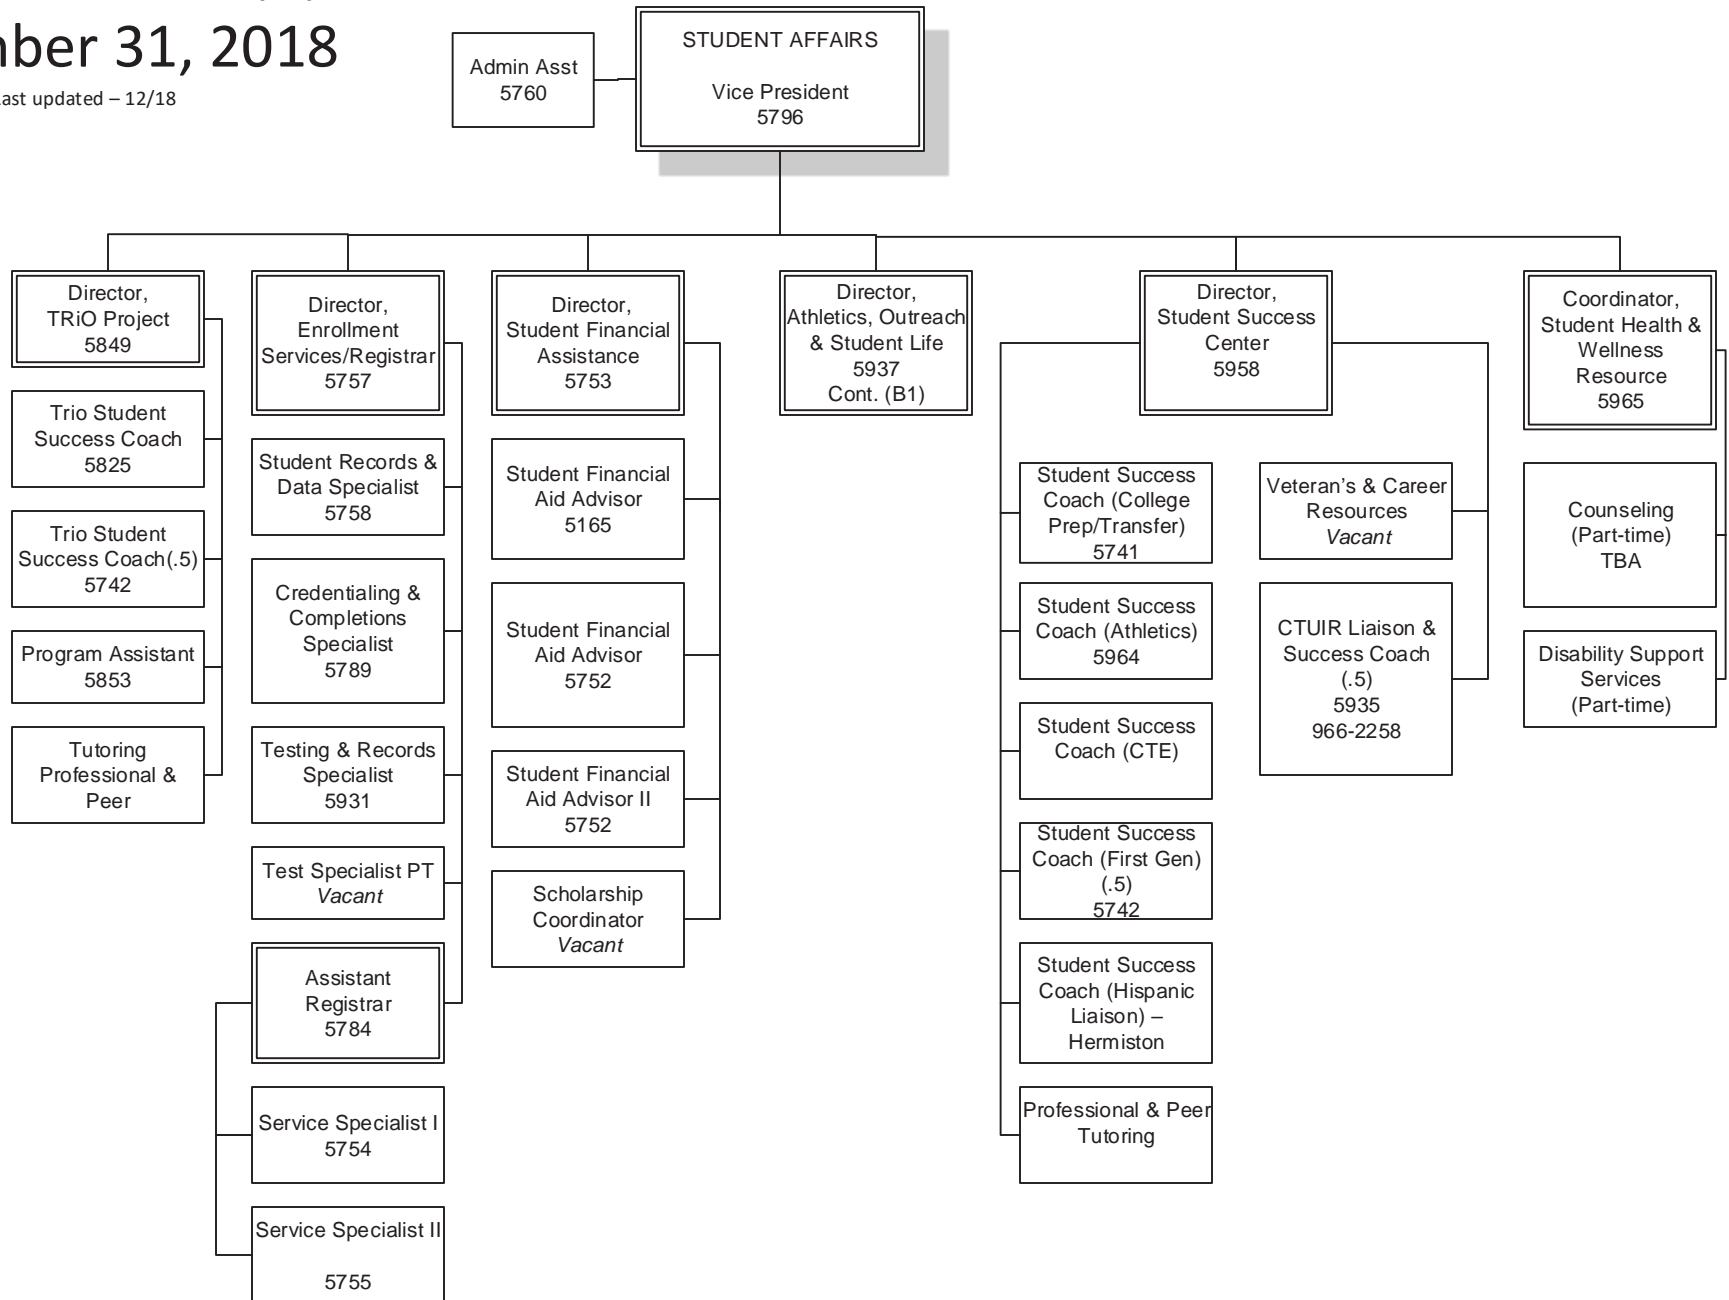 mber 31, 2018
Last updated – 12/18
Admin Asst
5760
STUDENT AFFAIRS
Vice President
5796
Director,
TRiO Project
5849
Trio Student
Success Coach
5825
Trio Student
Success Coach(.5)
5742
Program Assistant
5853
Tutoring
Professional &
Peer
Director,
Enrollment
Services/Registrar
5757
Student Records &
Data Specialist
5758
Credentialing &
Completions
Specialist
5789
Testing & Records
Specialist
5931
Test Specialist PT
Vacant
Assistant
Registrar
5784
Service Specialist I
5754
Service Specialist II
5755
Director,
Student Financial
Assistance
5753
Student Financial
Aid Advisor
5165
Student Financial
Aid Advisor
5752
Student Financial
Aid Advisor II
5752
Scholarship
Coordinator
Vacant
Director,
Athletics, Outreach
& Student Life
5937
Cont. (B1)
Director,
Student Success
Center
5958
Student Success
Coach (College
Prep/Transfer)
5741
Student Success
Coach (Athletics)
5964
Student Success
Coach (CTE)
Student Success
Coach (First Gen)
(.5)
5742
Student Success
Coach (Hispanic
Liaison) –
Hermiston
Professional & Peer
Tutoring
Veteran’s & Career
Resources
Vacant
CTUIR Liaison &
Success Coach
(.5)
5935
966-2258
Coordinator,
Student Health &
Wellness
Resource
5965
Counseling
(Part-time)
TBA
Disability Support
Services
(Part-time)